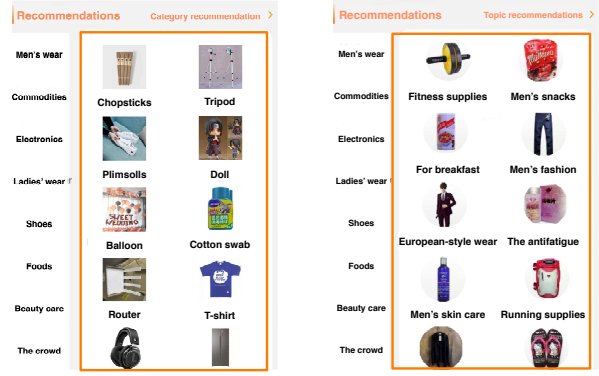 Recommendations Category recommendation >
Men's wear
Commodities
Electronics
Ladies' wear
Shoes
Foods
Beauty care
The crowd
Chopsticks Tripod
Plimsolls Doll
SWEET WEDDING
Balloon Cotton swab
Router T-shirt
Recommendations Topic recommendations >
Men's wear
Commodities
Electronics
Ladies' wear
Shoes
Foods
Beauty care
The crowd
Fitness supplies Men's snacks
For breakfast Men's fashion
European-style wear The antifatigue
Men's skin care Running supplies